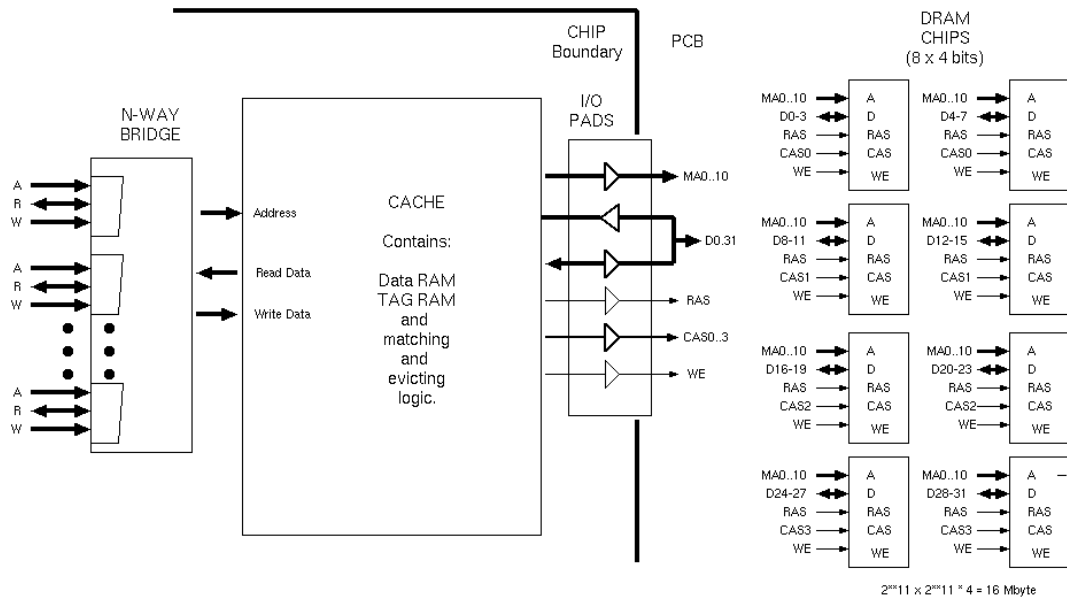 CHIP
Boundary
PCB
DRAM
CHIPS
(8 x 4 bits)
N-WAY
BRIDGE
I/O
PADS
A
R
W
A
R
W
A
R
W
Address
Read Data
Write Data
CACHE
Contains:
Data RAM
TAG RAM
and
matching
and
evicting
logic.
MA0..10
D0.31
RAS
CAS0..3
WE
MA0..10 A
D0-3 D
RAS RAS
CAS0 CAS
WE WE
MA0..10 A
D4-7 D
RAS RAS
CAS0 CAS
WE WE
MA0..10 A
D8-11 D
RAS RAS
CAS1 CAS
WE WE
MA0..10 A
D12-15 D
RAS RAS
CAS1 CAS
WE WE
MA0..10 A
D16-19 D
RAS RAS
CAS2 CAS
WE WE
MA0..10 A
D20-23 D
RAS RAS
CAS2 CAS
WE WE
MA0..10 A
D24-27 D
RAS RAS
CAS3 CAS
WE WE
MA0..10 A
D28-31 D
RAS RAS
CAS3 CAS
WE WE
2**11 x 2**11 * 4 = 16 Mbyte